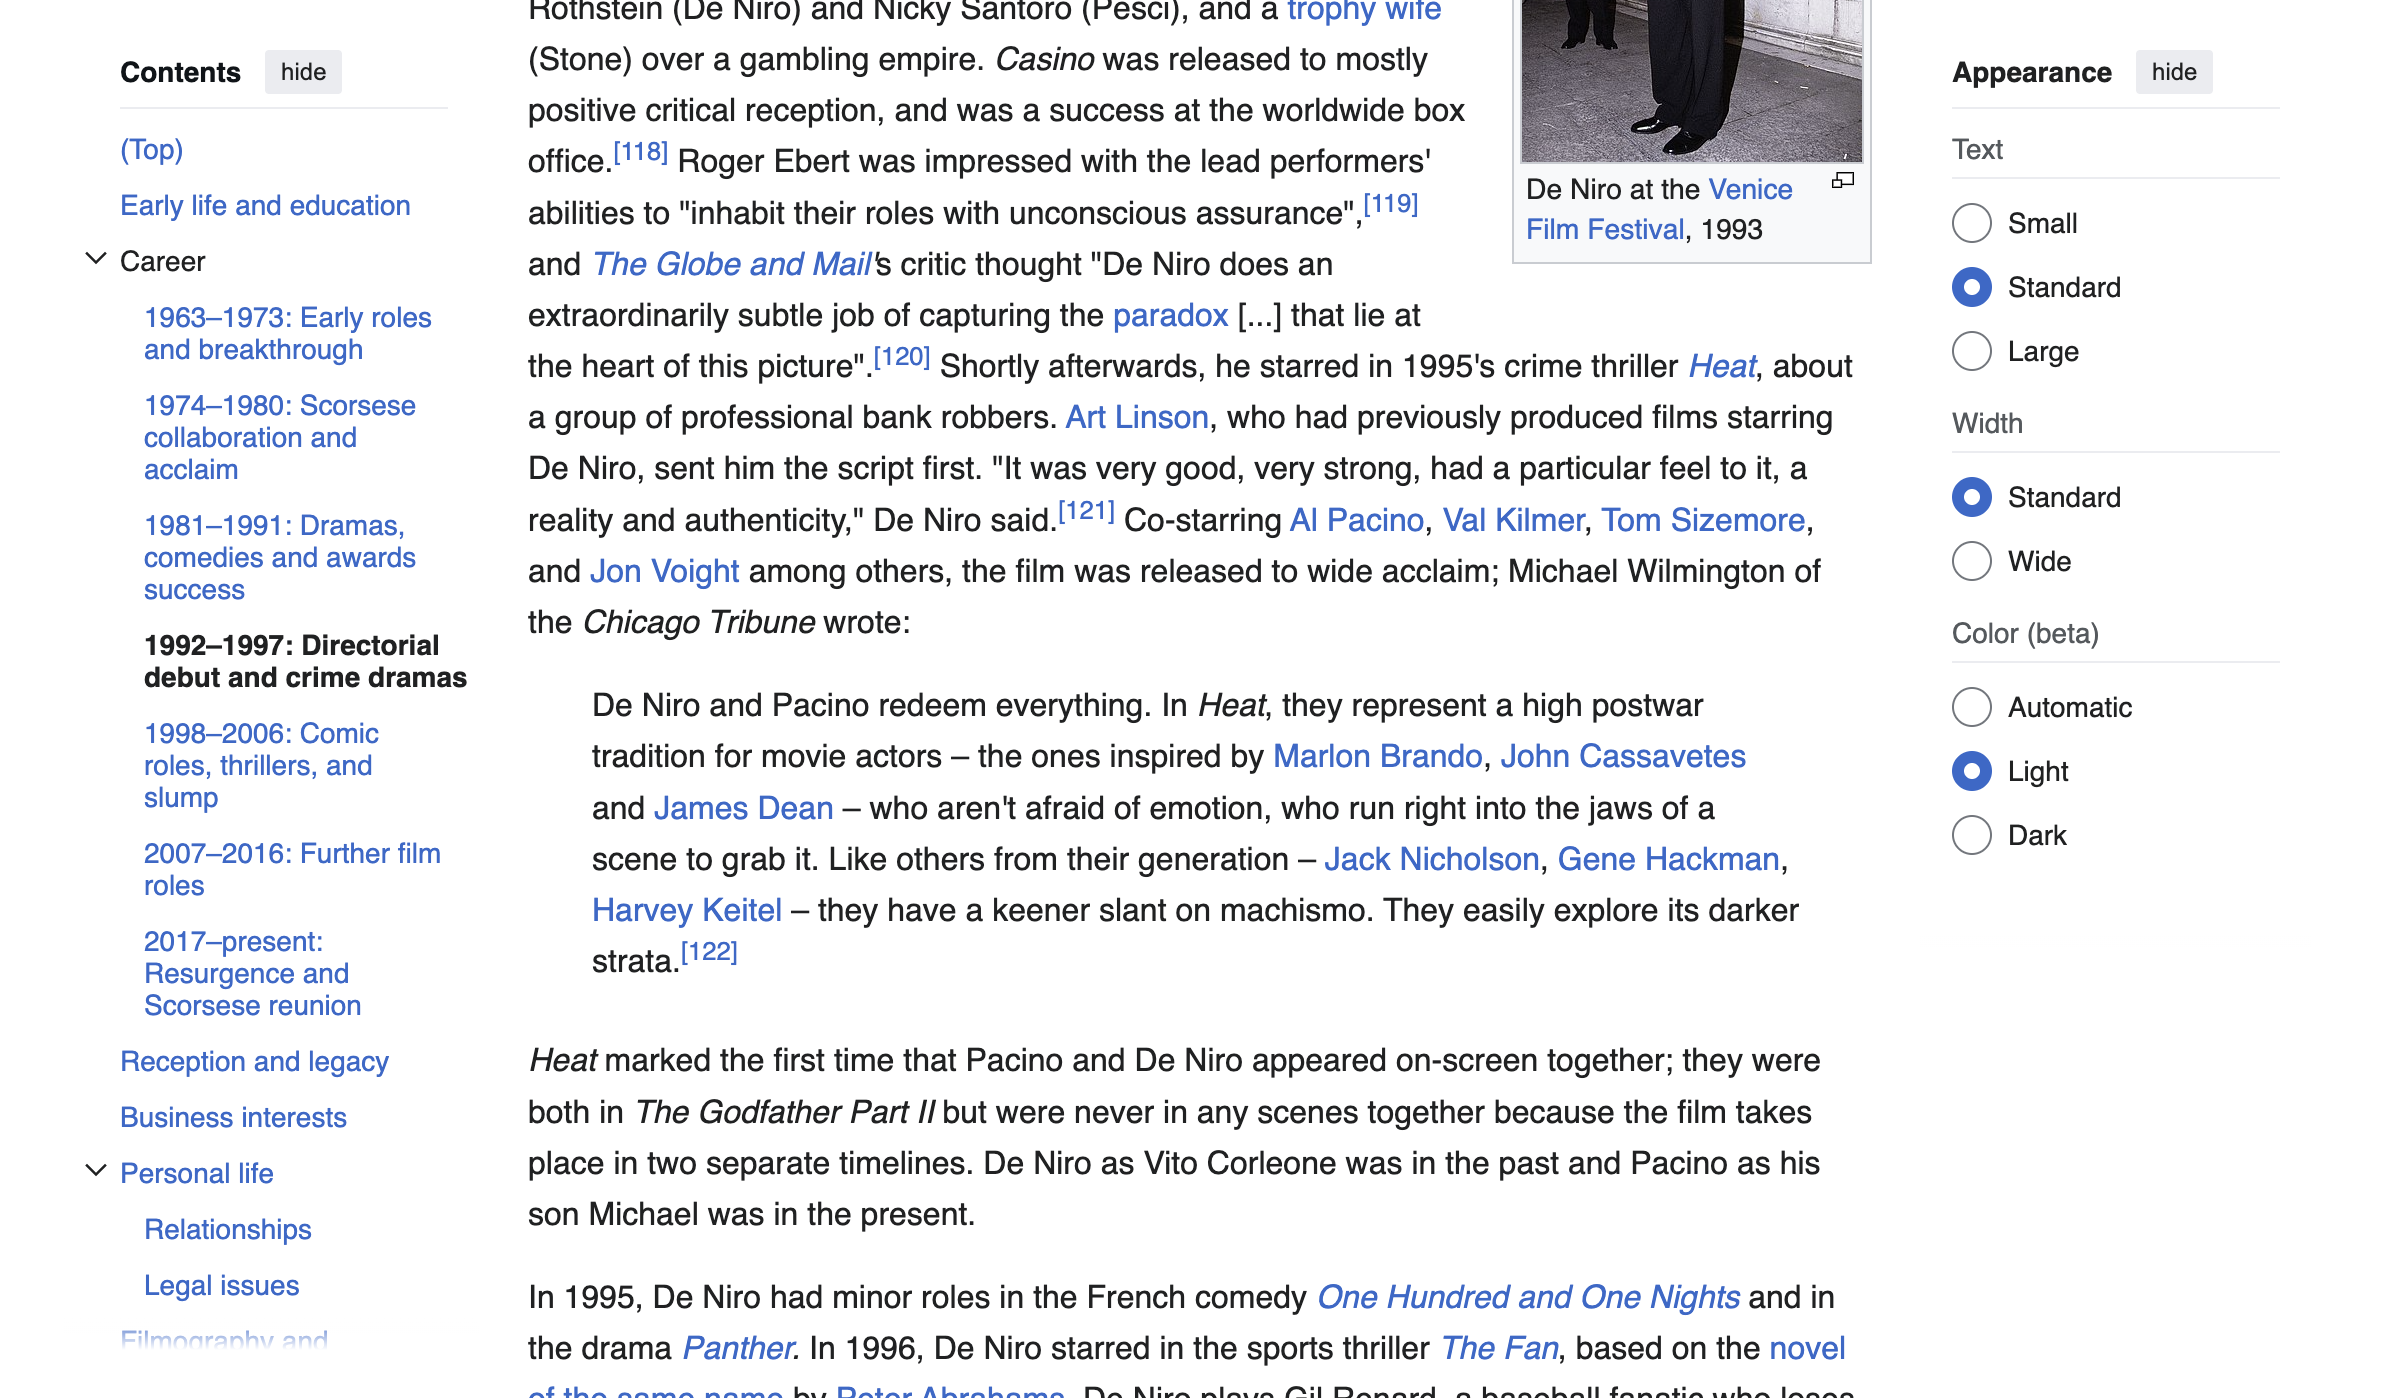 Contents hide
(Top)
Early life and education
Career
1963–1973: Early roles
and breakthrough
1974–1980: Scorsese
collaboration and
acclaim
1981–1991: Dramas,
comedies and awards
success
1992–1997: Directorial
debut and crime dramas
1998–2006: Comic
roles, thrillers, and
slump
2007–2016: Further film
roles
2017–present:
Resurgence and
Scorsese reunion
Reception and legacy
Business interests
Personal life
Relationships
Legal issues
Filmography and
Rothstein (De Niro) and Nicky Santoro (Pesci), and a trophy wife
(Stone) over a gambling empire. Casino was released to mostly
positive critical reception, and was a success at the worldwide box
office.[118] Roger Ebert was impressed with the lead performers'
abilities to "inhabit their roles with unconscious assurance",[119]
and The Globe and Mail's critic thought "De Niro does an
extraordinarily subtle job of capturing the paradox [...] that lie at
the heart of this picture".[120] Shortly afterwards, he starred in 1995's crime thriller Heat, about
a group of professional bank robbers. Art Linson, who had previously produced films starring
De Niro, sent him the script first. "It was very good, very strong, had a particular feel to it, a
reality and authenticity," De Niro said.[121] Co-starring Al Pacino, Val Kilmer, Tom Sizemore,
and Jon Voight among others, the film was released to wide acclaim; Michael Wilmington of
the Chicago Tribune wrote:
De Niro and Pacino redeem everything. In Heat, they represent a high postwar
tradition for movie actors – the ones inspired by Marlon Brando, John Cassavetes
and James Dean – who aren't afraid of emotion, who run right into the jaws of a
scene to grab it. Like others from their generation – Jack Nicholson, Gene Hackman,
Harvey Keitel – they have a keener slant on machismo. They easily explore its darker
strata.[122]
Heat marked the first time that Pacino and De Niro appeared on-screen together; they were
both in The Godfather Part II but were never in any scenes together because the film takes
place in two separate timelines. De Niro as Vito Corleone was in the past and Pacino as his
son Michael was in the present.
In 1995, De Niro had minor roles in the French comedy One Hundred and One Nights and in
the drama Panther. In 1996, De Niro starred in the sports thriller The Fan, based on the novel
of the same name by Peter Abrahams. De Niro plays Gil Renard, a baseball fanatic who loses
De Niro at the Venice
Film Festival, 1993
Appearance hide
Text
Small
Standard
Large
Width
Standard
Wide
Color (beta)
Automatic
Light
Dark